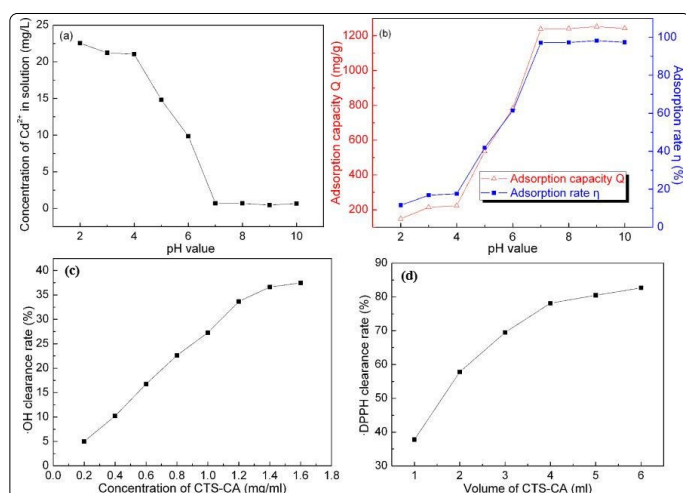 (a)
Concentration of Cd²⁺ in solution (mg/L)
25
20
15
10
5
0
2 4 6 8 10
pH value
(b)
Adsorption capacity Q (mg/g)
1200
1000
800
600
400
200
2 4 6 8 10
pH value
100
80
60
40
20
0
Adsorption rate η (%)
Adsorption capacity Q
Adsorption rate η
(c)
·OH clearance rate (%)
40
35
30
25
20
15
10
5
0
0.0 0.2 0.4 0.6 0.8 1.0 1.2 1.4 1.6 1.8
Concentration of CTS-CA (mg/ml)
(d)
·DPPH clearance rate (%)
90
80
70
60
50
40
30
1 2 3 4 5 6
Volume of CTS-CA (ml)